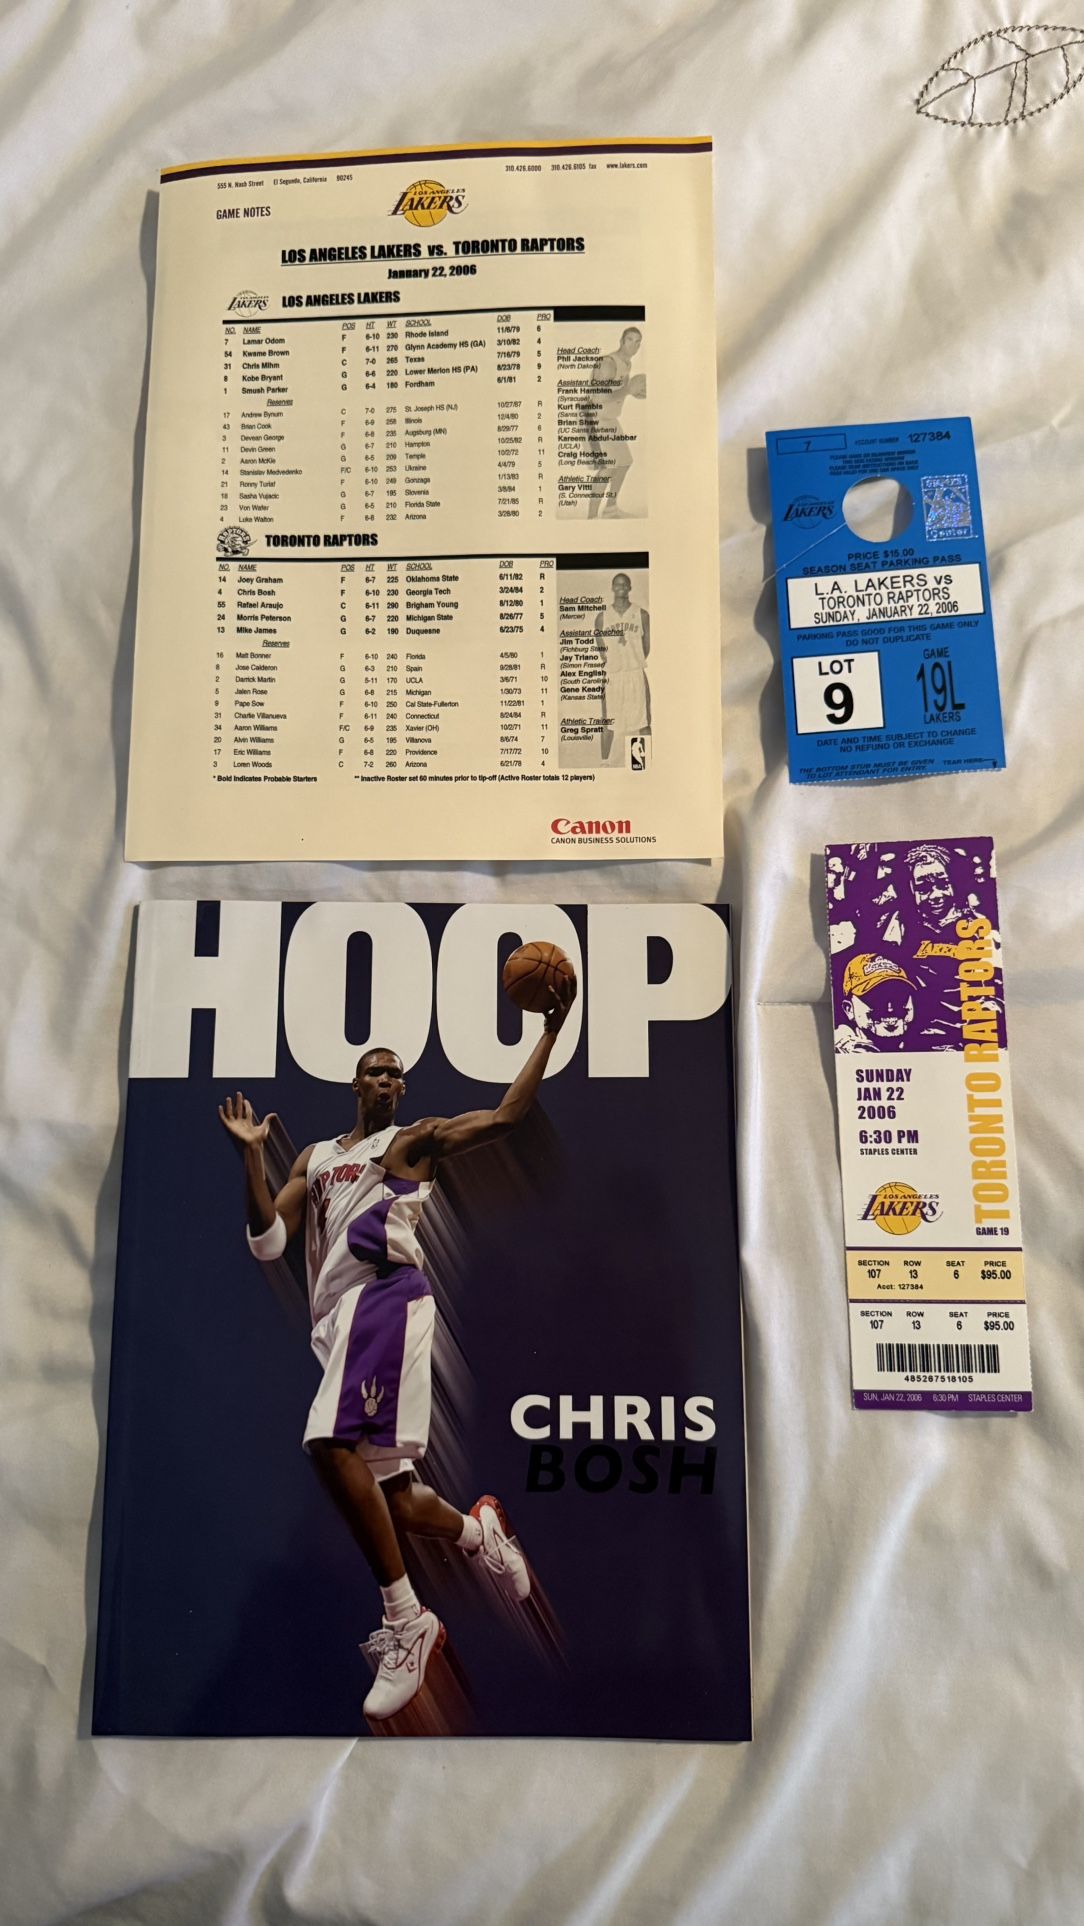 555 N. Nash Street El Segundo, California 90245 310.426.6000 310.426.6105 fax www.lakers.com
LOS ANGELES
LAKERS
GAME NOTES
LOS ANGELES LAKERS vs. TORONTO RAPTORS
January 22, 2006
LAKERS LOS ANGELES LAKERS
NO. NAME POS HT WT SCHOOL DOB PRO
7 Lamar Odom F 6-10 230 Rhode Island 11/6/79 6
54 Kwame Brown F 6-11 270 Glynn Academy HS (GA) 3/10/82 4
31 Chris Mihm C 7-0 265 Texas 7/16/79 5
8 Kobe Bryant G 6-6 220 Lower Merion HS (PA) 8/23/78 9
1 Smush Parker G 6-4 180 Fordham 6/1/81 2
Reserves
17 Andrew Bynum C 7-0 275 St. Joseph HS (NJ) 10/27/87 R
43 Brian Cook F 6-9 258 Illinois 12/4/80 2
3 Devean George F 6-8 235 Augsburg (MN) 8/29/77 6
11 Devin Green G 6-7 210 Hampton 10/25/82 R
2 Aaron McKie G 6-5 209 Temple 10/2/72 11
14 Stanislav Medvedenko F/C 6-10 253 Ukraine 4/4/79 5
21 Ronny Turiaf F 6-10 249 Gonzaga 1/13/83 R
18 Sasha Vujacic G 6-7 195 Slovenia 3/8/84 1
23 Von Wafer G 6-5 210 Florida State 7/21/85 R
4 Luke Walton F 6-8 232 Arizona 3/28/80 2
Head Coach:
Phil Jackson
(North Dakota)
Assistant Coaches:
Frank Hamblen
(Syracuse)
Kurt Rambis
(Santa Clara)
Brian Shaw
(UC Santa Barbara)
Kareem Abdul-Jabbar
(UCLA)
Craig Hodges
(Long Beach State)
Athletic Trainer:
Gary Vitti
(S. Connecticut St.)
(Utah)
TORONTO RAPTORS
NO. NAME POS HT WT SCHOOL DOB PRO
14 Joey Graham F 6-7 225 Oklahoma State 6/11/82 R
4 Chris Bosh F 6-10 230 Georgia Tech 3/24/84 2
55 Rafael Araujo C 6-11 290 Brigham Young 8/12/80 1
24 Morris Peterson G 6-7 220 Michigan State 8/26/77 5
13 Mike James G 6-2 190 Duquesne 6/23/75 4
Reserves
16 Matt Bonner F 6-10 240 Florida 4/5/80 1
8 Jose Calderon G 6-3 210 Spain 9/28/81 R
2 Darrick Martin G 5-11 170 UCLA 3/6/71 10
5 Jalen Rose G 6-8 215 Michigan 1/30/73 11
9 Pape Sow F 6-10 250 Cal State-Fullerton 11/22/81 1
31 Charlie Villanueva F 6-11 240 Connecticut 8/24/84 R
34 Aaron Williams F/C 6-9 235 Xavier (OH) 10/2/71 11
20 Alvin Williams G 6-5 195 Villanova 8/6/74 7
17 Eric Williams F 6-8 220 Providence 7/17/72 10
3 Loren Woods C 7-2 260 Arizona 6/21/78 4
Head Coach:
Sam Mitchell
(Mercer)
Assistant Coaches:
Jim Todd
(Fitchburg State)
Jay Triano
(Simon Fraser)
Alex English
(South Carolina)
Gene Keady
(Kansas State)
Athletic Trainer:
Greg Spratt
(Louisville)
* Bold Indicates Probable Starters ** Inactive Roster set 60 minutes prior to tip-off (Active Roster totals 12 players)
Canon
CANON BUSINESS SOLUTIONS
7 ACCOUNT NUMBER 127384
LAKERS
STAPLES
Center
PRICE $15.00
SEASON SEAT PARKING PASS
L.A. LAKERS vs
TORONTO RAPTORS
SUNDAY, JANUARY 22, 2006
PARKING PASS GOOD FOR THIS GAME ONLY
DO NOT DUPLICATE
LOT
9
GAME
19L
LAKERS
DATE AND TIME SUBJECT TO CHANGE
NO REFUND OR EXCHANGE
THE BOTTOM STUB MUST BE GIVEN
TO LOT ATTENDANT FOR ENTRY.
TEAR HERE
HOOP
RAPTORS
4
CHRIS
BOSH
LAKERS
TORONTO RAPTORS
SUNDAY
JAN 22
2006
6:30 PM
STAPLES CENTER
LOS ANGELES
LAKERS
GAME 19
SECTION ROW SEAT PRICE
107 13 6 $95.00
Acct: 127384
SECTION ROW SEAT PRICE
107 13 6 $95.00
485267518105
SUN, JAN 22, 2006 6:30 PM STAPLES CENTER